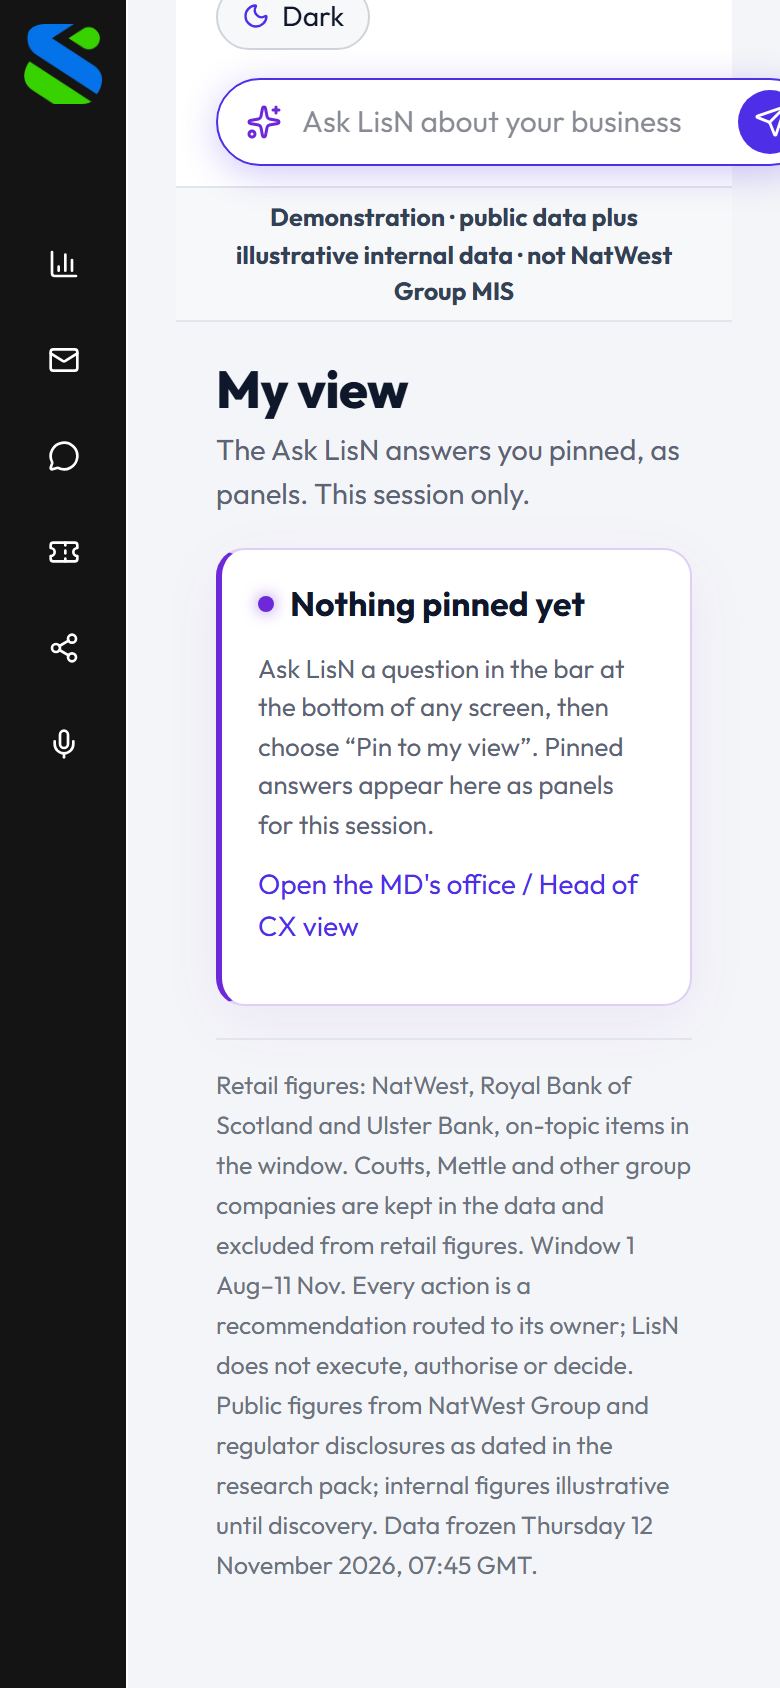 Dark
Ask LisN about your business
Demonstration · public data plus
illustrative internal data · not NatWest
Group MIS
My view
The Ask LisN answers you pinned, as
panels. This session only.
Nothing pinned yet
Ask LisN a question in the bar at
the bottom of any screen, then
choose “Pin to my view”. Pinned
answers appear here as panels
for this session.
Open the MD's office / Head of
CX view
Retail figures: NatWest, Royal Bank of
Scotland and Ulster Bank, on-topic items in
the window. Coutts, Mettle and other group
companies are kept in the data and
excluded from retail figures. Window 1
Aug–11 Nov. Every action is a
recommendation routed to its owner; LisN
does not execute, authorise or decide.
Public figures from NatWest Group and
regulator disclosures as dated in the
research pack; internal figures illustrative
until discovery. Data frozen Thursday 12
November 2026, 07:45 GMT.